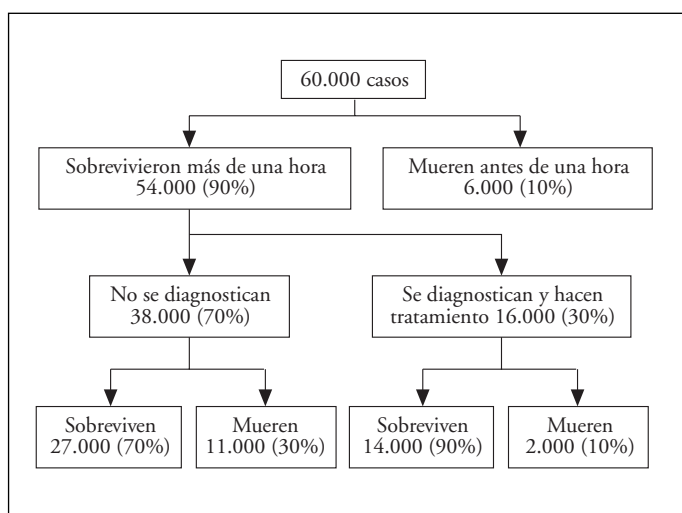 60.000 casos
Sobrevivieron más de una hora
54.000 (90%)
Mueren antes de una hora
6.000 (10%)
No se diagnostican
38.000 (70%)
Se diagnostican y hacen
tratamiento 16.000 (30%)
Sobreviven
27.000 (70%)
Mueren
11.000 (30%)
Sobreviven
14.000 (90%)
Mueren
2.000 (10%)